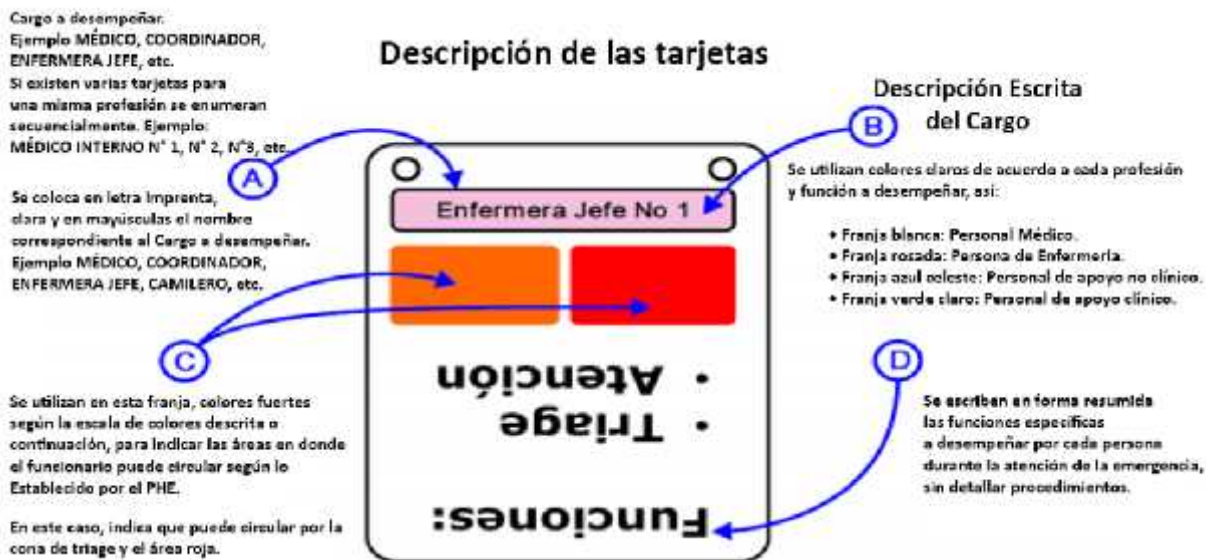 Cargo a desempeñar.
Ejemplo MÉDICO, COORDINADOR,
ENFERMERA JEFE, etc.
Si existen varias tarjetas para
una misma profesión se enumeran
secuencialmente. Ejemplo:
MÉDICO INTERNO N° 1, N° 2, N°3, etc.
A
Se coloca en letra Imprenta,
clara y en mayúsculas el nombre
correspondiente al Cargo a desempeñar.
Ejemplo MÉDICO, COORDINADOR,
ENFERMERA JEFE, CAMILERO, etc.
C
Se utilizan en esta franja, colores fuertes
según la escala de colores descrita a
continuación, para indicar las áreas en donde
el funcionario puede circular según lo
Establecido por el PHE.
En este caso, indica que puede circular por la
cona de triage y el área roja.
Descripción de las tarjetas
Enfermera Jefe No 1
Funciones:
• Triage
• Atención
Descripción Escrita
del Cargo
B
Se utilizan colores claros de acuerdo a cada profesión
y función a desempeñar, así:
• Franja blanca: Personal Médico.
• Franja rosada: Persona de Enfermería.
• Franja azul celeste: Personal de apoyo no clínico.
• Franja verde claro: Personal de apoyo clínico.
D
Se escriben en forma resumida
las funciones específicas
a desempeñar por cada persona
durante la atención de la emergencia,
sin detallar procedimientos.